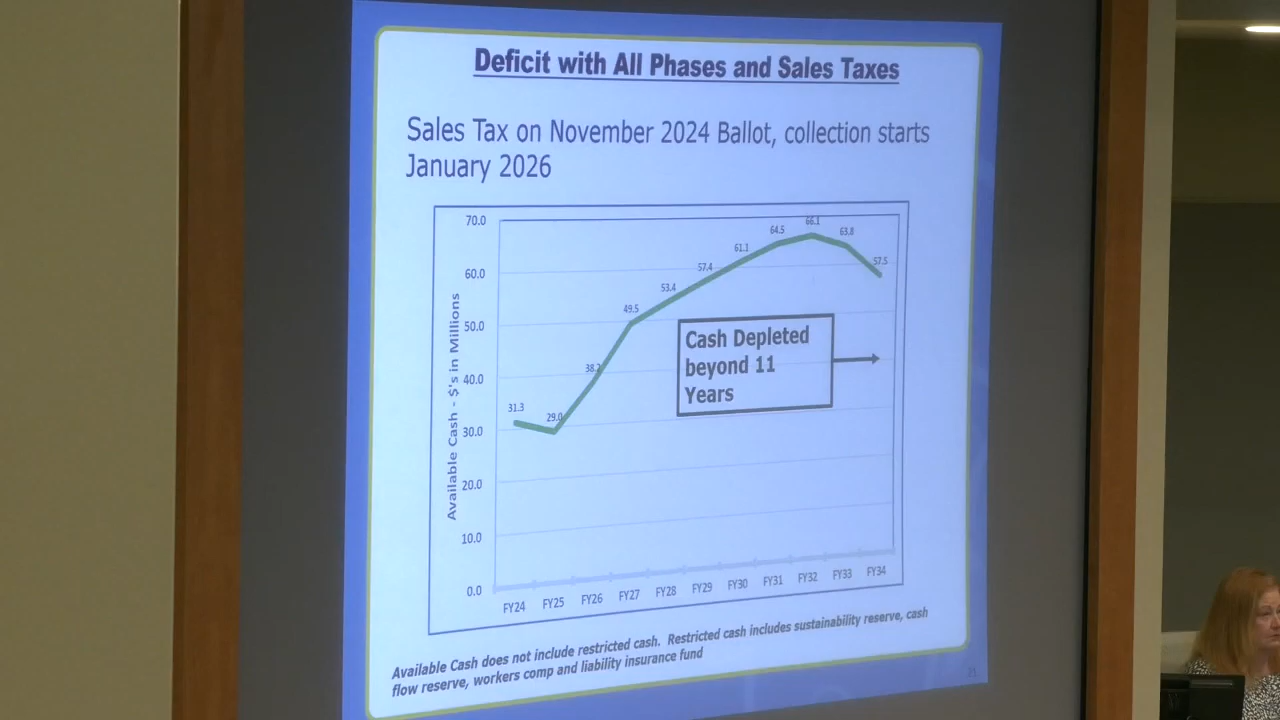 Deficit with All Phases and Sales Taxes
Sales Tax on November 2024 Ballot, collection starts
January 2026
Available Cash - $'s in Millions
70.0
60.0
50.0
40.0
30.0
20.0
10.0
0.0
31.3
29.0
38.2
49.5
53.4
57.4
61.1
64.5
66.1
63.8
57.5
Cash Depleted
beyond 11
Years
FY24 FY25 FY26 FY27 FY28 FY29 FY30 FY31 FY32 FY33 FY34
Available Cash does not include restricted cash. Restricted cash includes sustainability reserve, cash
flow reserve, workers comp and liability insurance fund